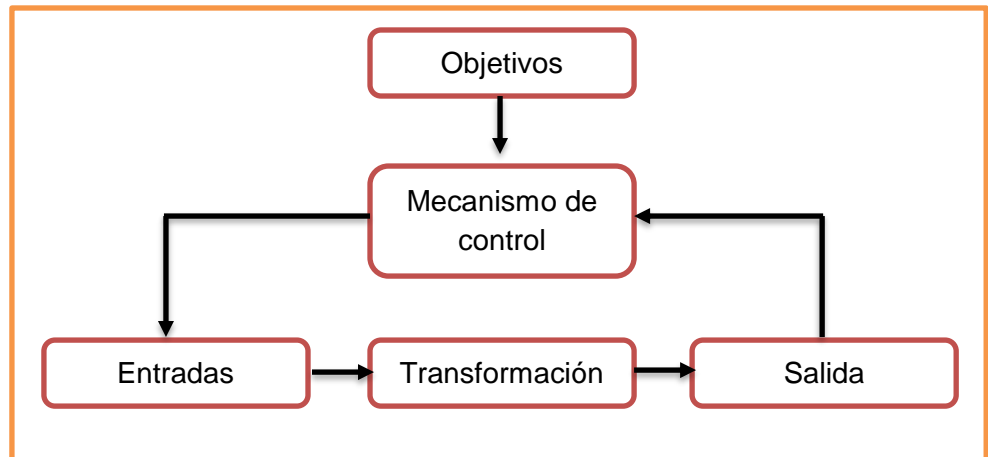 Objetivos
Mecanismo de
control
Entradas
Transformación
Salida